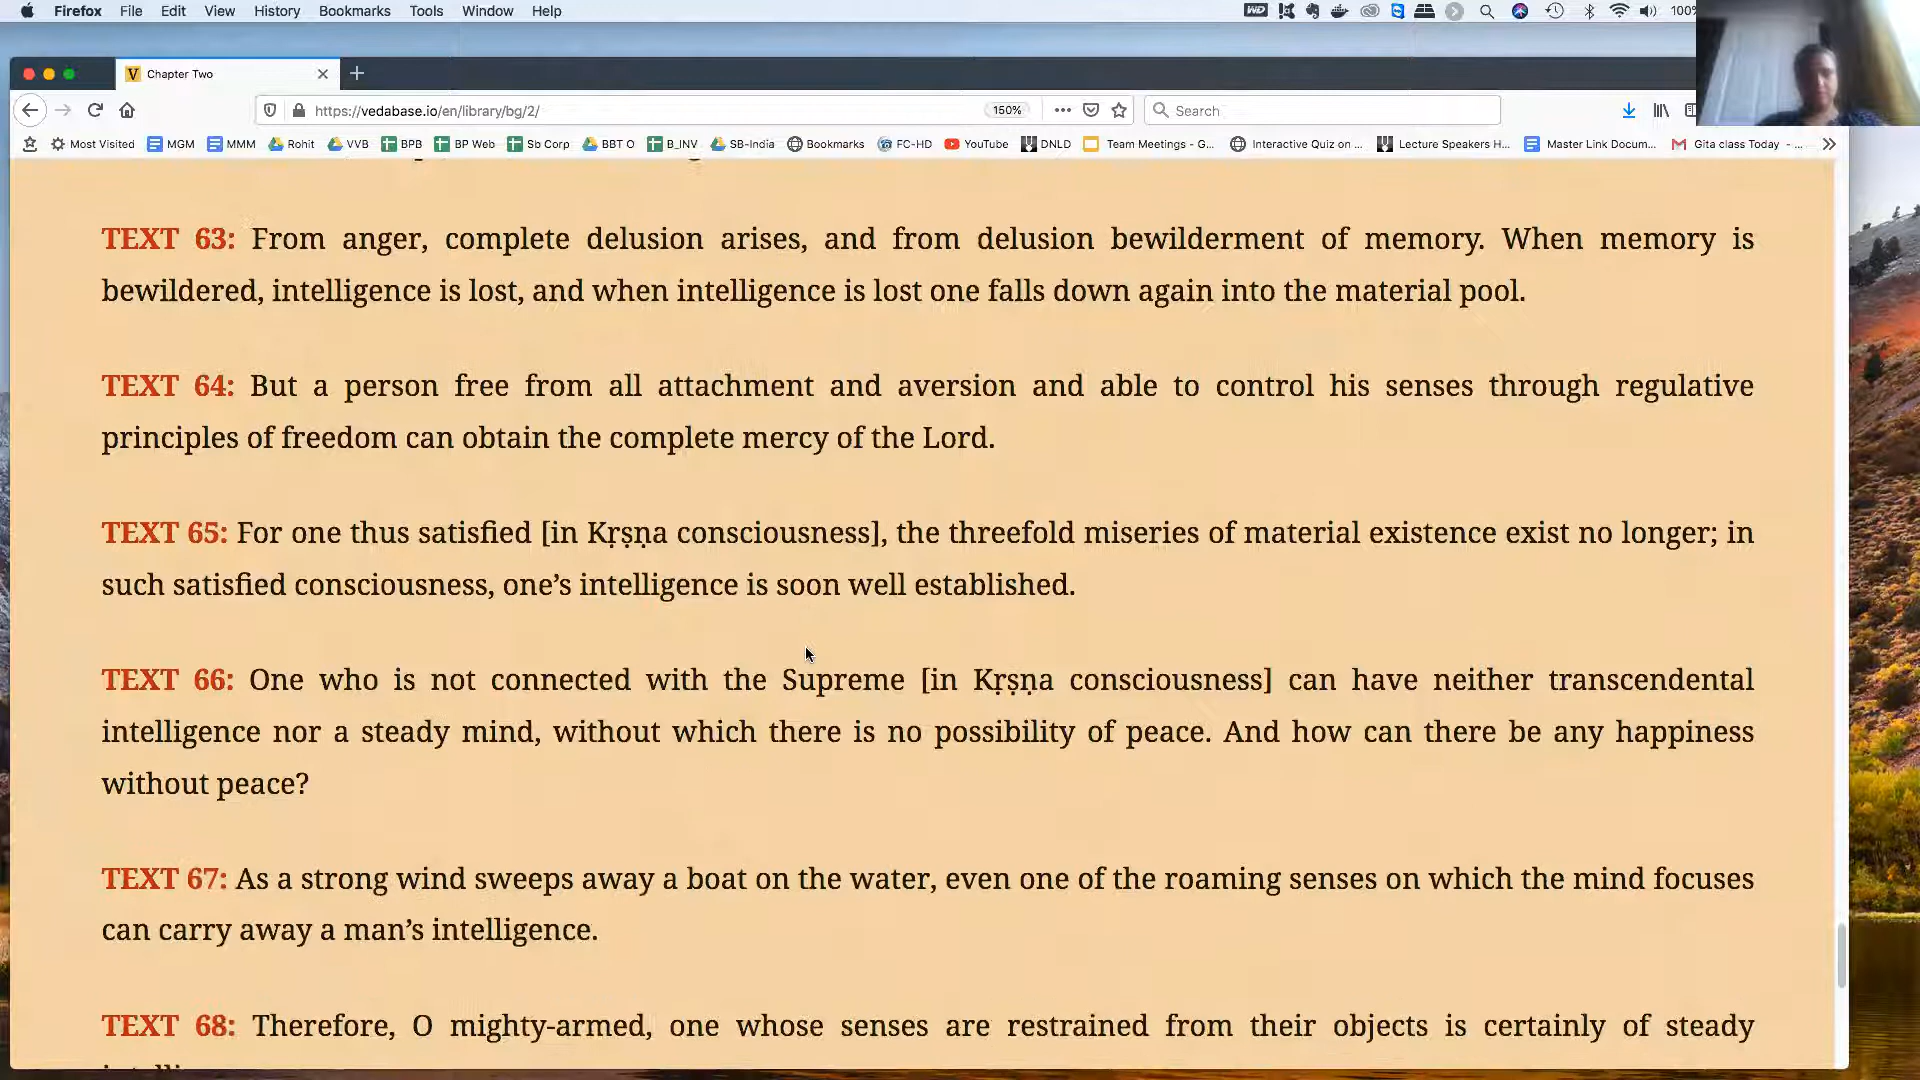 Firefox File Edit View History Bookmarks Tools Window Help 100%
Chapter Two
https://vedabase.io/en/library/bg/2/ 150% Search
Most Visited MGM MMM Rohit VVB BPB BP Web Sb Corp BBT O B_INV SB-India Bookmarks FC-HD YouTube DNLD Team Meetings - G... Interactive Quiz on ... Lecture Speakers H... Master Link Docum... Gita class Today - ...
TEXT 63: From anger, complete delusion arises, and from delusion bewilderment of memory. When memory is
bewildered, intelligence is lost, and when intelligence is lost one falls down again into the material pool.
TEXT 64: But a person free from all attachment and aversion and able to control his senses through regulative
principles of freedom can obtain the complete mercy of the Lord.
TEXT 65: For one thus satisfied [in Kṛṣṇa consciousness], the threefold miseries of material existence exist no longer; in
such satisfied consciousness, one’s intelligence is soon well established.
TEXT 66: One who is not connected with the Supreme [in Kṛṣṇa consciousness] can have neither transcendental
intelligence nor a steady mind, without which there is no possibility of peace. And how can there be any happiness
without peace?
TEXT 67: As a strong wind sweeps away a boat on the water, even one of the roaming senses on which the mind focuses
can carry away a man’s intelligence.
TEXT 68: Therefore, O mighty-armed, one whose senses are restrained from their objects is certainly of steady